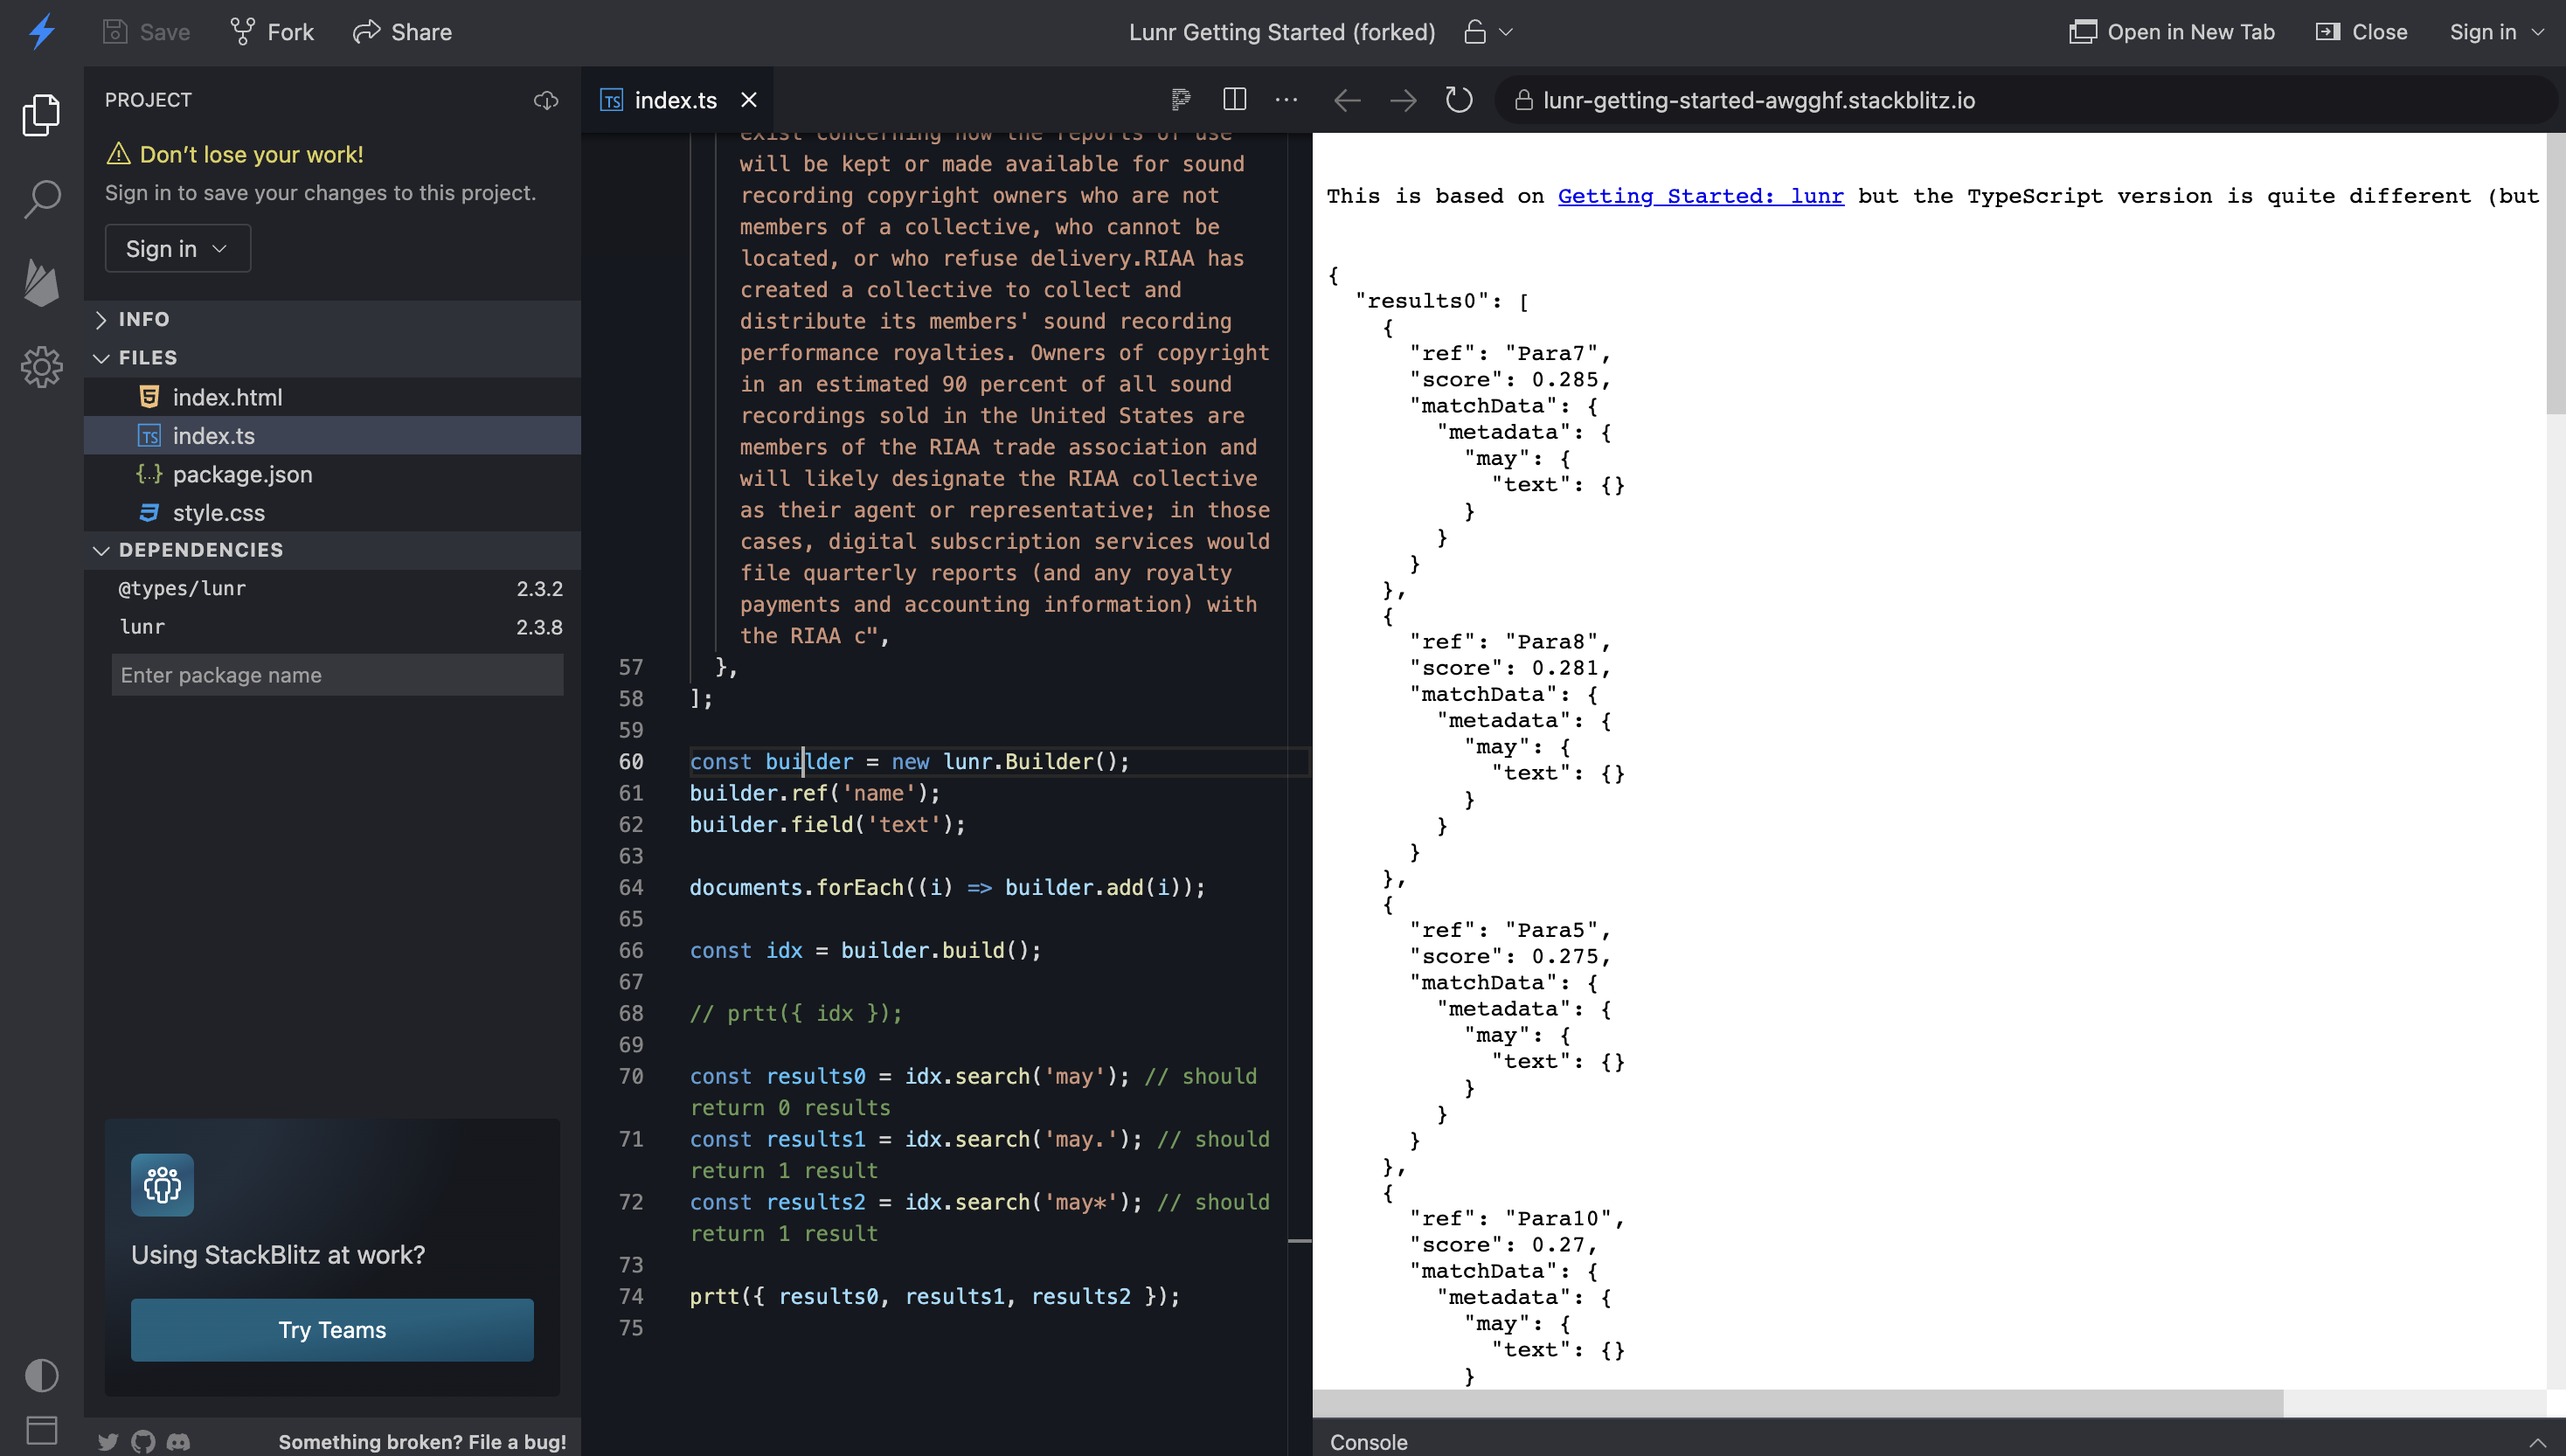 Save Fork Share Lunr Getting Started (forked) Open in New Tab Close Sign in
PROJECT
Don't lose your work!
Sign in to save your changes to this project.
Sign in
INFO
FILES
index.html
index.ts
package.json
style.css
DEPENDENCIES
@types/lunr 2.3.2
lunr 2.3.8
Enter package name
Using StackBlitz at work?
Try Teams
Something broken? File a bug!
index.ts
exist concerning how the reports of use
will be kept or made available for sound
recording copyright owners who are not
members of a collective, who cannot be
located, or who refuse delivery.RIAA has
created a collective to collect and
distribute its members' sound recording
performance royalties. Owners of copyright
in an estimated 90 percent of all sound
recordings sold in the United States are
members of the RIAA trade association and
will likely designate the RIAA collective
as their agent or representative; in those
cases, digital subscription services would
file quarterly reports (and any royalty
payments and accounting information) with
the RIAA c",
57 },
58 ];
59
60 const builder = new lunr.Builder();
61 builder.ref('name');
62 builder.field('text');
63
64 documents.forEach((i) => builder.add(i));
65
66 const idx = builder.build();
67
68 // prtt({ idx });
69
70 const results0 = idx.search('may'); // should
return 0 results
71 const results1 = idx.search('may.'); // should
return 1 result
72 const results2 = idx.search('may*'); // should
return 1 result
73
74 prtt({ results0, results1, results2 });
75
lunr-getting-started-awgghf.stackblitz.io
This is based on Getting Started: lunr but the TypeScript version is quite different (but
{
"results0": [
{
"ref": "Para7",
"score": 0.285,
"matchData": {
"metadata": {
"may": {
"text": {}
}
}
}
},
{
"ref": "Para8",
"score": 0.281,
"matchData": {
"metadata": {
"may": {
"text": {}
}
}
}
},
{
"ref": "Para5",
"score": 0.275,
"matchData": {
"metadata": {
"may": {
"text": {}
}
}
}
},
{
"ref": "Para10",
"score": 0.27,
"matchData": {
"metadata": {
"may": {
"text": {}
}
Console